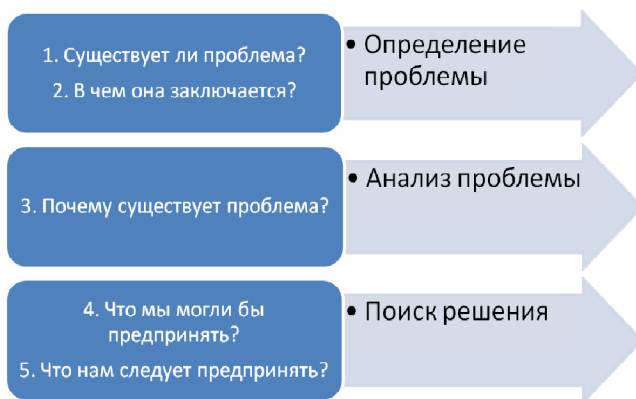 1. Существует ли проблема?
2. В чем она заключается?
• Определение
проблемы
3. Почему существует проблема?
• Анализ проблемы
4. Что мы могли бы
предпринять?
5. Что нам следует предпринять?
• Поиск решения